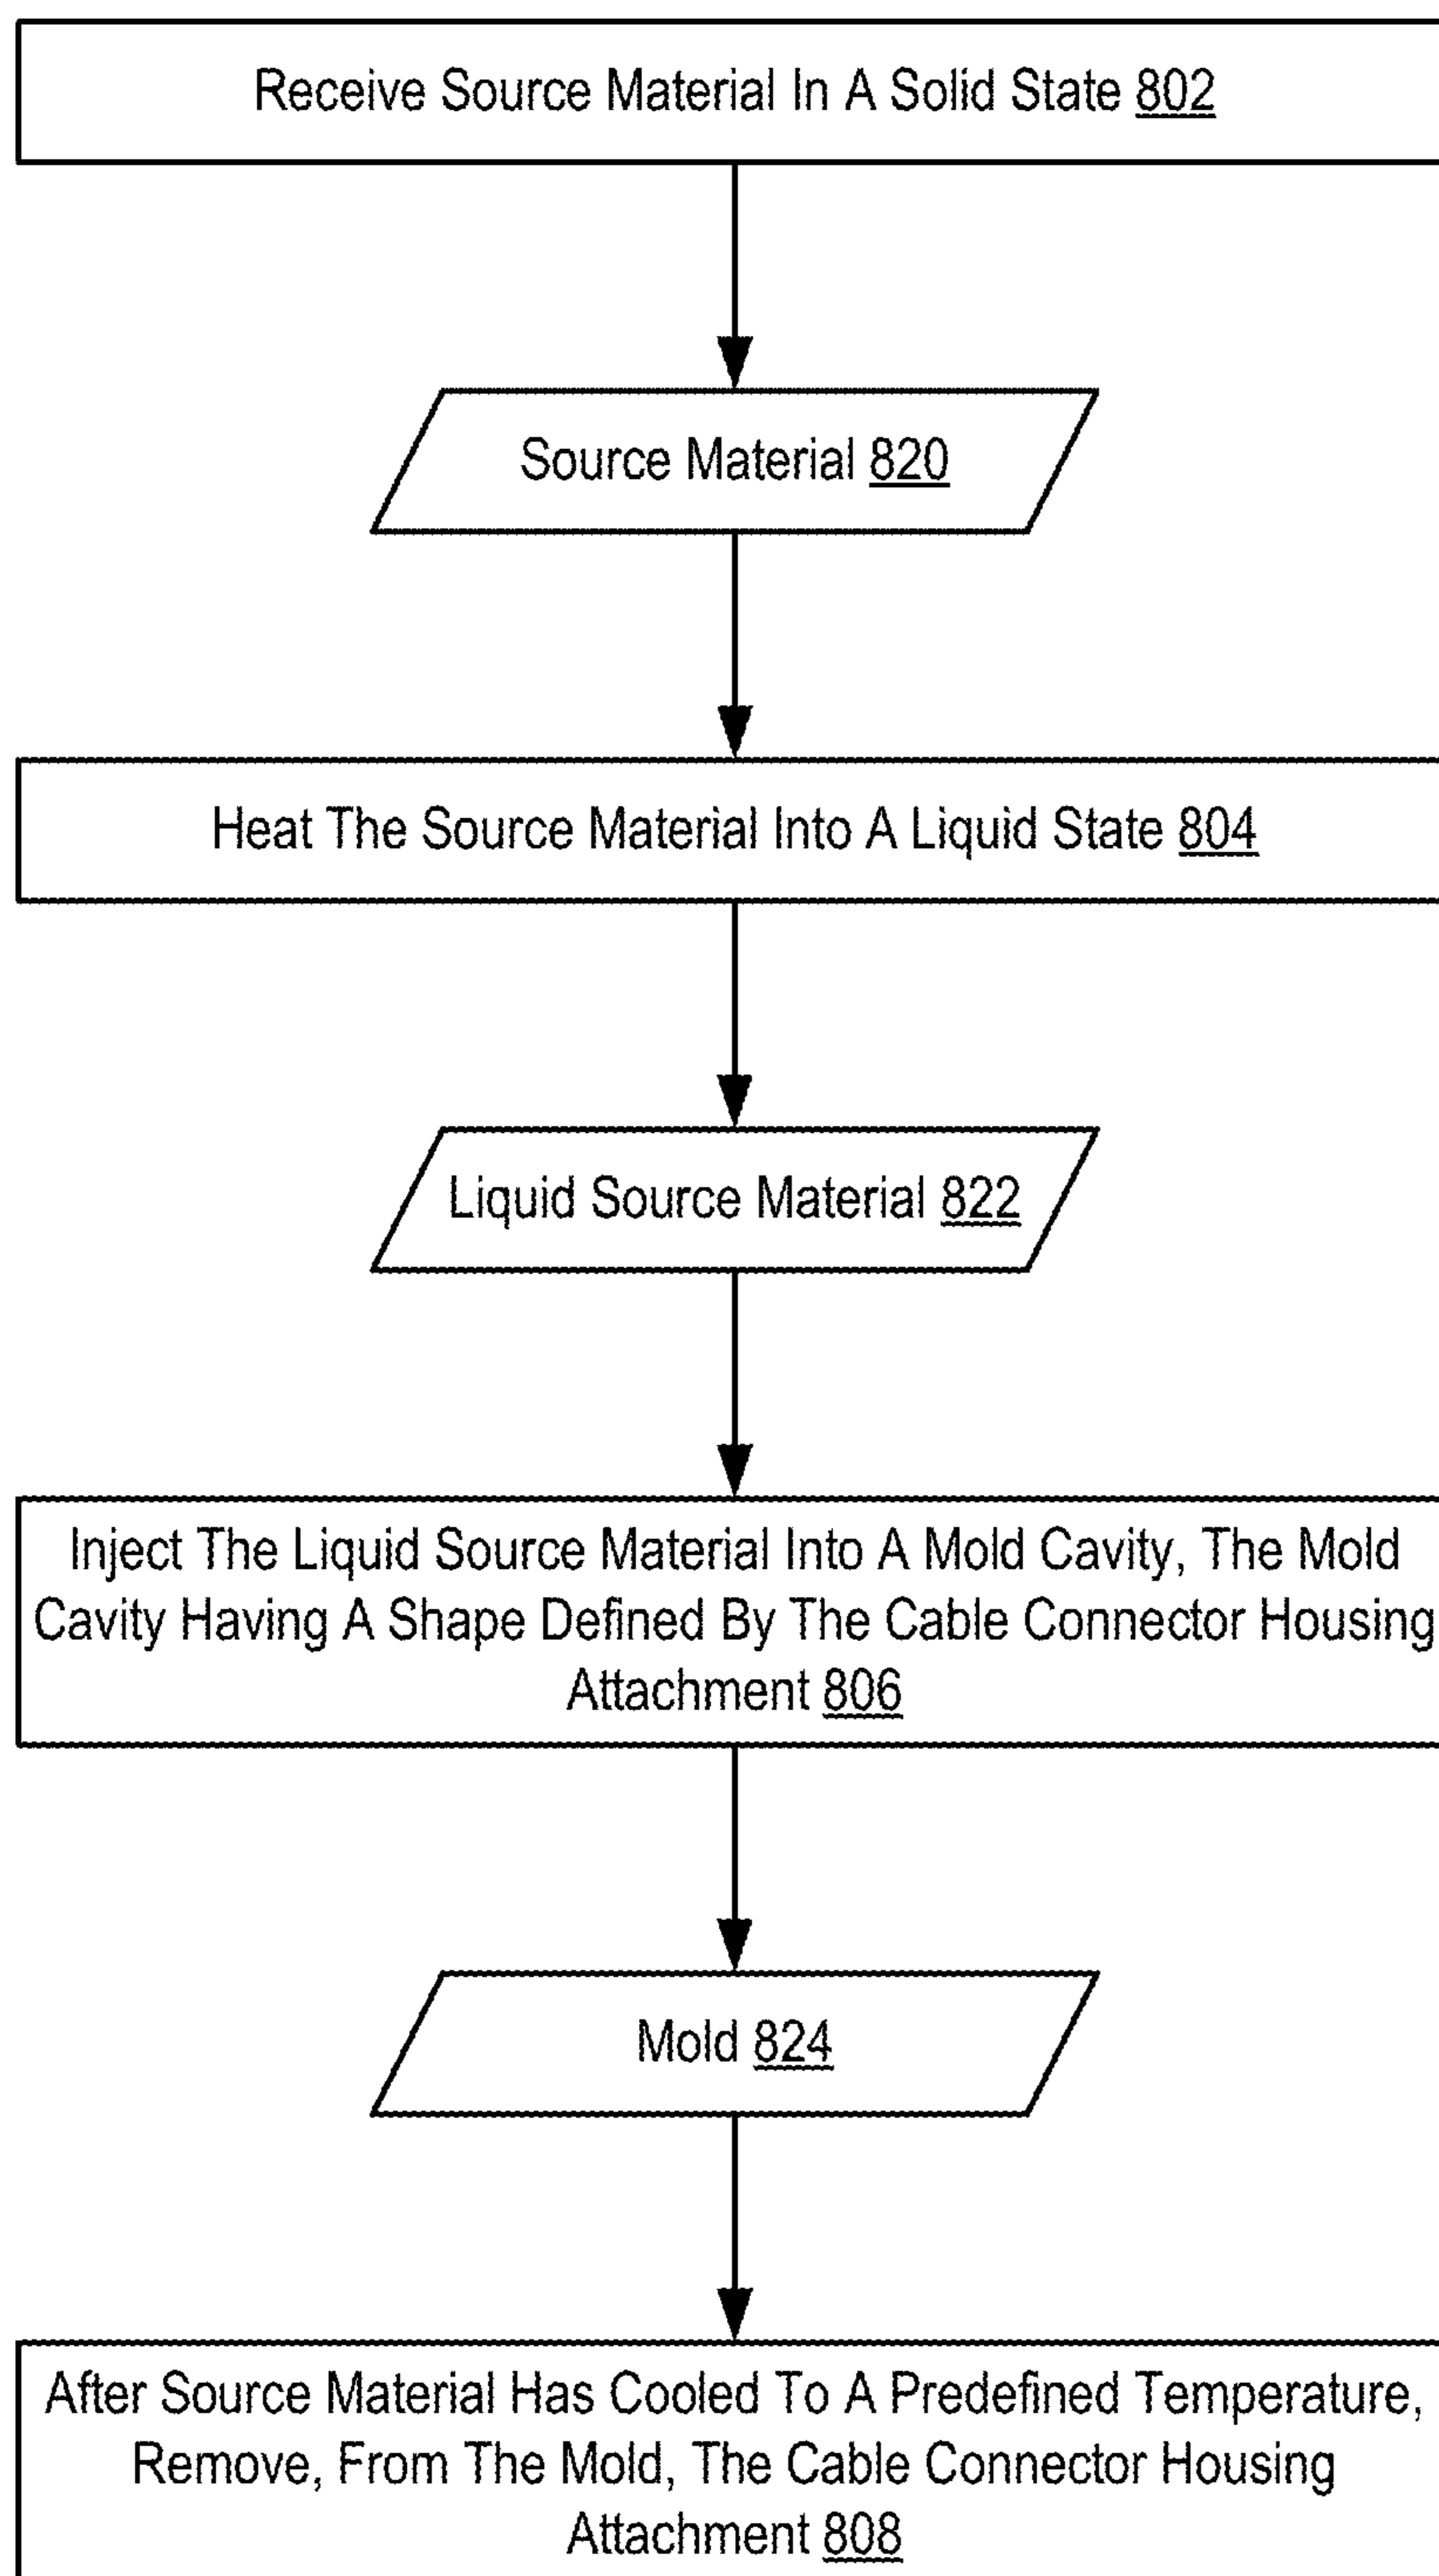 Receive Source Material In A Solid State 802
Source Material 820
Heat The Source Material Into A Liquid State 804
Liquid Source Material 822
Inject The Liquid Source Material Into A Mold Cavity, The Mold
Cavity Having A Shape Defined By The Cable Connector Housing
Attachment 806
Mold 824
After Source Material Has Cooled To A Predefined Temperature,
Remove, From The Mold, The Cable Connector Housing
Attachment 808